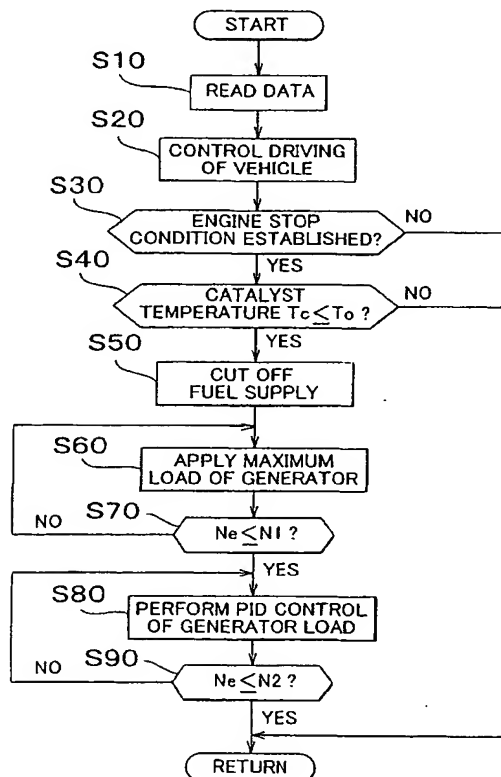 START
S10
READ DATA
S20
CONTROL DRIVING
OF VEHICLE
S30
ENGINE STOP
CONDITION ESTABLISHED?
NO
YES
S40
CATALYST
TEMPERATURE Tc≦To ?
NO
YES
S50
CUT OFF
FUEL SUPPLY
S60
APPLY MAXIMUM
LOAD OF GENERATOR
S70
NO
Ne≦N1 ?
YES
S80
PERFORM PID CONTROL
OF GENERATOR LOAD
S90
NO
Ne≦N2 ?
YES
RETURN